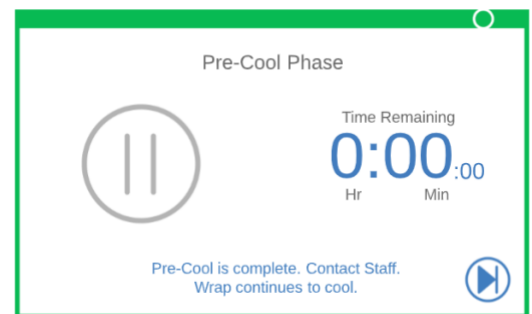 Pre-Cool Phase
Time Remaining
0:00:00
Hr Min
Pre-Cool is complete. Contact Staff.
Wrap continues to cool.